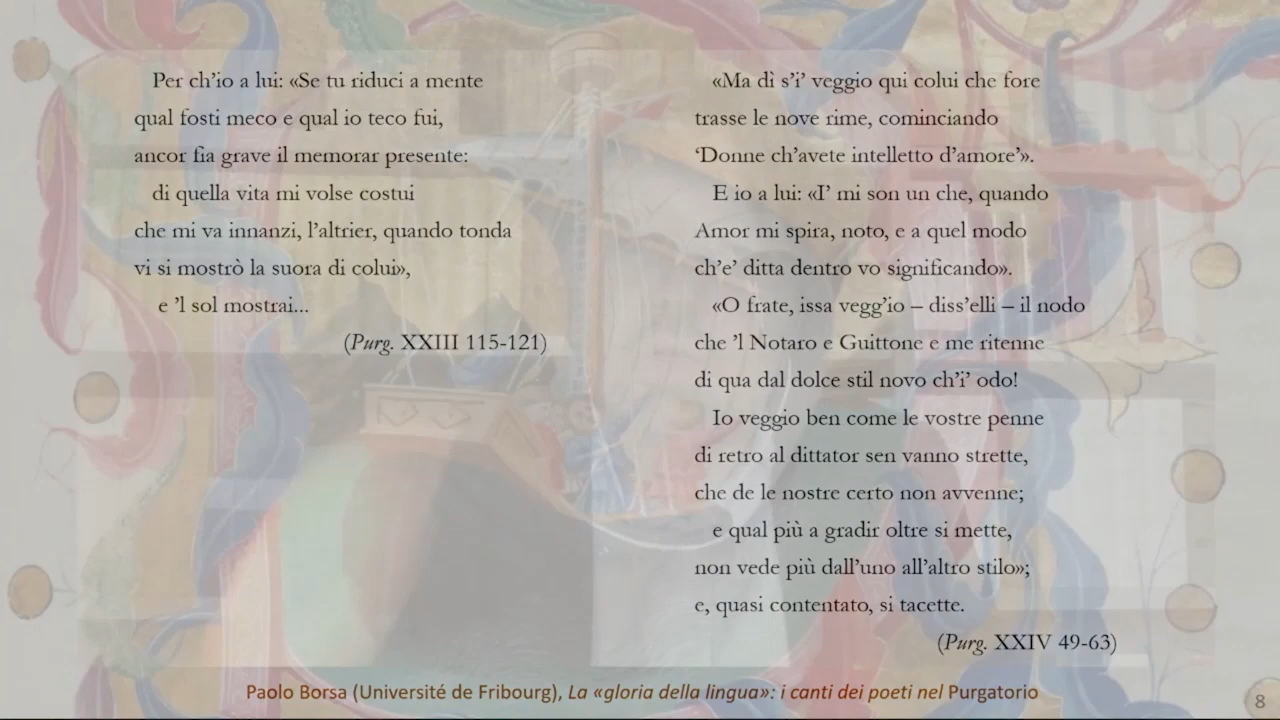 Per ch’io a lui: «Se tu riduci a mente
qual fosti meco e qual io teco fui,
ancor fia grave il memorar presente:
di quella vita mi volse costui
che mi va innanzi, l’altrier, quando tonda
vi si mostrò la suora di colui»,
e ’l sol mostrai...
(Purg. XXIII 115-121)
«Ma dì s’i’ veggio qui colui che fore
trasse le nove rime, cominciando
‘Donne ch’avete intelletto d’amore’».
E io a lui: «I’ mi son un che, quando
Amor mi spira, noto, e a quel modo
ch’e’ ditta dentro vo significando».
«O frate, issa vegg’io – diss’elli – il nodo
che ’l Notaro e Guittone e me ritenne
di qua dal dolce stil novo ch’i’ odo!
Io veggio ben come le vostre penne
di retro al dittator sen vanno strette,
che de le nostre certo non avvenne;
e qual più a gradir oltre si mette,
non vede più dall’uno all’altro stilo»;
e, quasi contentato, si tacette.
(Purg. XXIV 49-63)
Paolo Borsa (Université de Fribourg), La «gloria della lingua»: i canti dei poeti nel Purgatorio
8